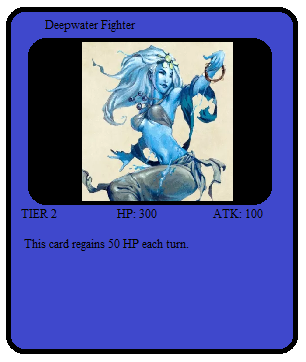 Deepwater Fighter
TIER 2 HP: 300 ATK: 100
This card regains 50 HP each turn.